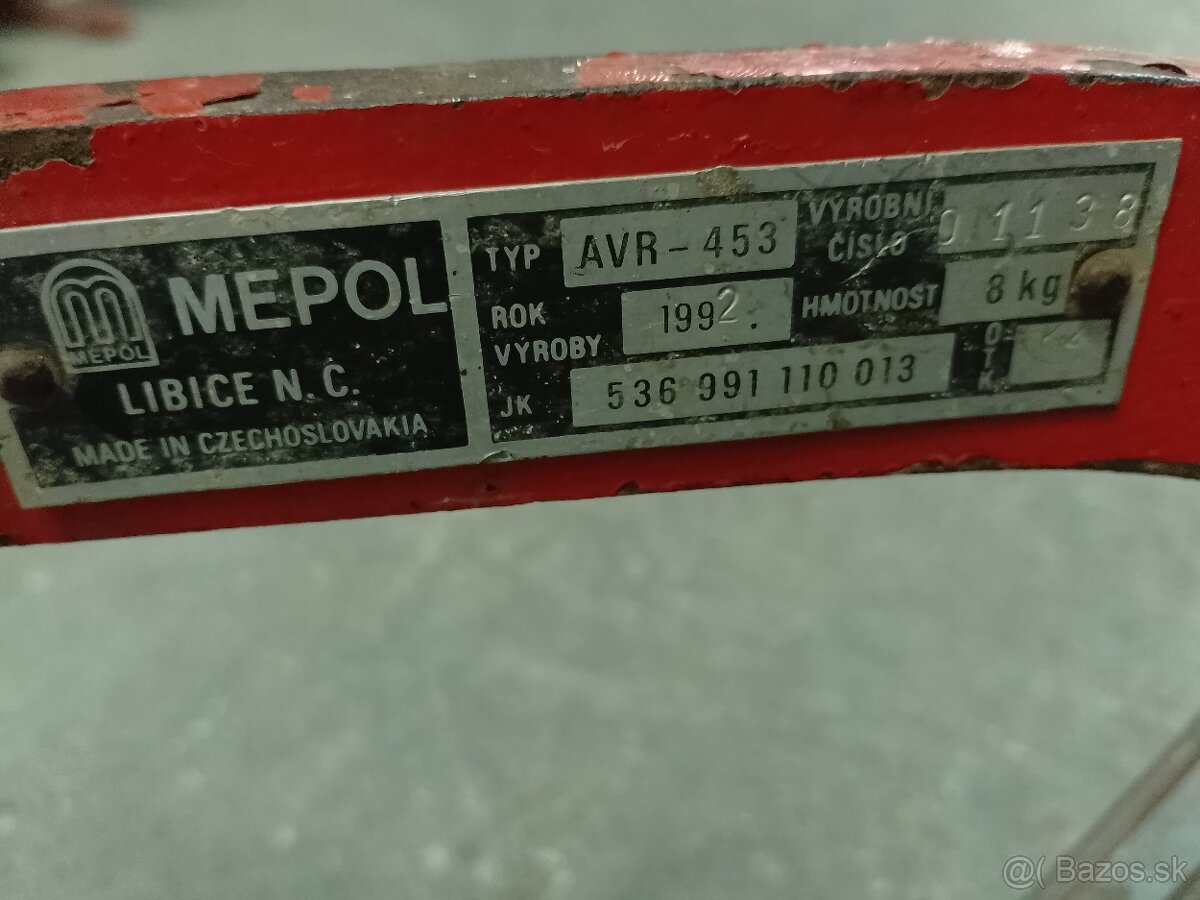 MEPOL
MEPOL
LIBICE N. C.
MADE IN CZECHOSLOVAKIA
TYP AVR-453
ROK VÝROBY 1992.
JK 536 991 110 013
VÝROBNÍ ČÍSLO 01138
HMOTNOST 8 kg
OTK
@( Bazos.sk